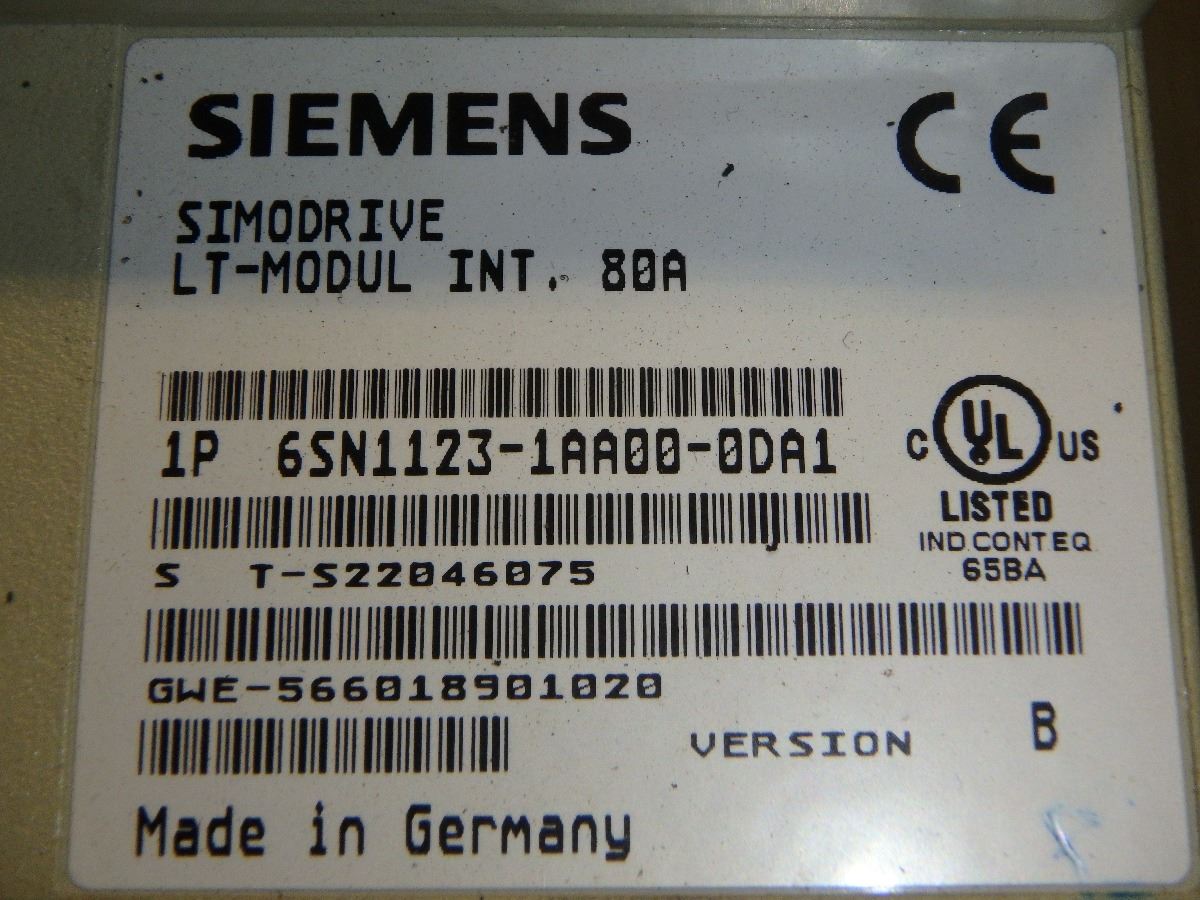 SIEMENS
CE
SIMODRIVE
LT-MODUL INT. 80A
1P 6SN1123-1AA00-0DA1
C UL US
LISTED
IND.CONT.EQ
65BA
S T-S22046075
GWE-566018901020
VERSION B
Made in Germany